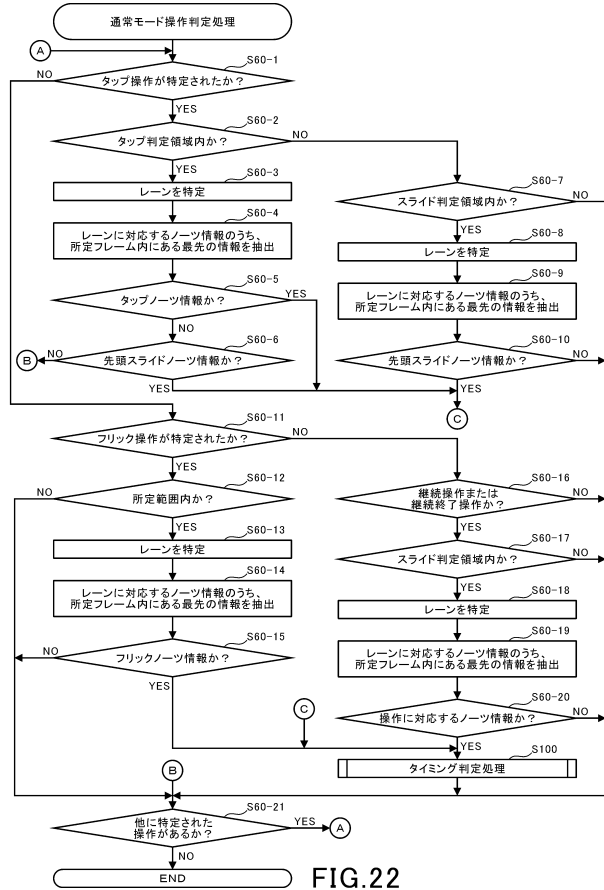 通常モード操作判定処理
A
S60-1
タップ操作が特定されたか？
NO
YES
S60-2
タップ判定領域内か？
NO
YES
S60-3
レーンを特定
S60-4
レーンに対応するノーツ情報のうち、
所定フレーム内にある最先の情報を抽出
S60-5
タップノーツ情報か？
YES
NO
S60-6
先頭スライドノーツ情報か？
NO
B
YES
S60-7
スライド判定領域内か？
NO
YES
S60-8
レーンを特定
S60-9
レーンに対応するノーツ情報のうち、
所定フレーム内にある最先の情報を抽出
S60-10
先頭スライドノーツ情報か？
NO
YES
C
S60-11
フリック操作が特定されたか？
NO
YES
S60-12
所定範囲内か？
NO
YES
S60-13
レーンを特定
S60-14
レーンに対応するノーツ情報のうち、
所定フレーム内にある最先の情報を抽出
S60-15
フリックノーツ情報か？
NO
YES
S60-16
継続操作または
継続終了操作か？
NO
YES
S60-17
スライド判定領域内か？
NO
YES
S60-18
レーンを特定
S60-19
レーンに対応するノーツ情報のうち、
所定フレーム内にある最先の情報を抽出
S60-20
操作に対応するノーツ情報か？
NO
YES
C
S100
タイミング判定処理
B
S60-21
他に特定された
操作があるか？
YES
A
NO
END
FIG.22